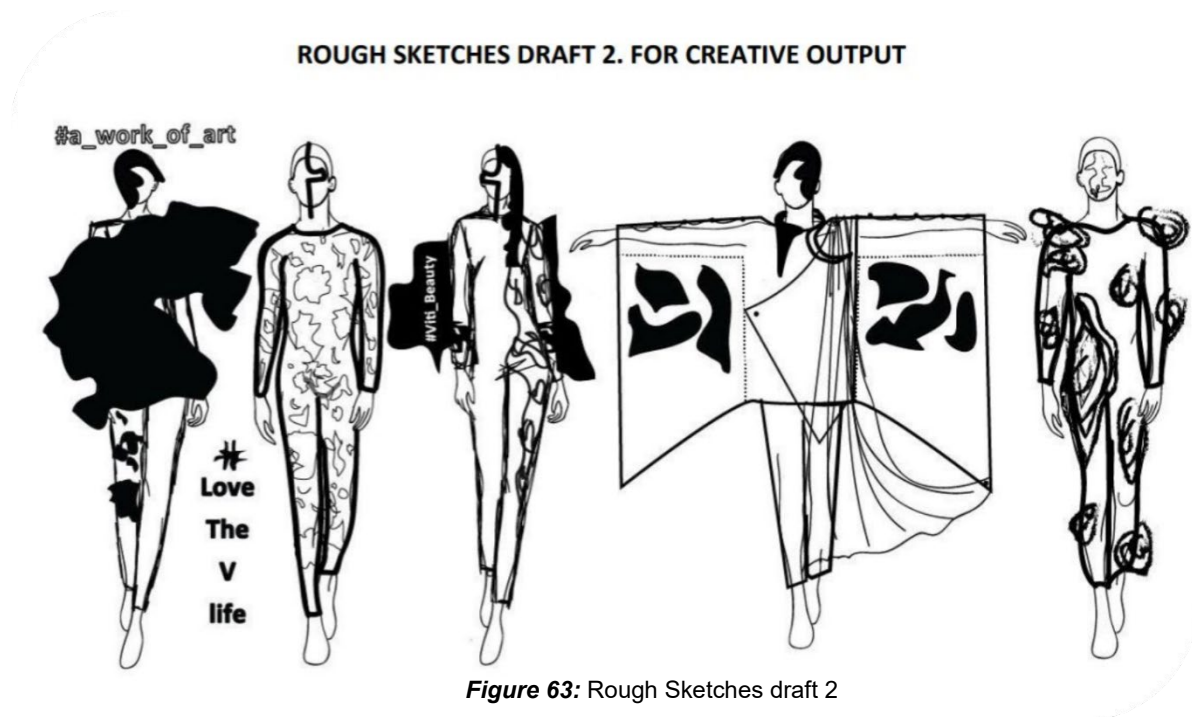 ROUGH SKETCHES DRAFT 2. FOR CREATIVE OUTPUT
#a_work_of_art
#Viti_Beauty
#
Love
The
V
life
Figure 63: Rough Sketches draft 2